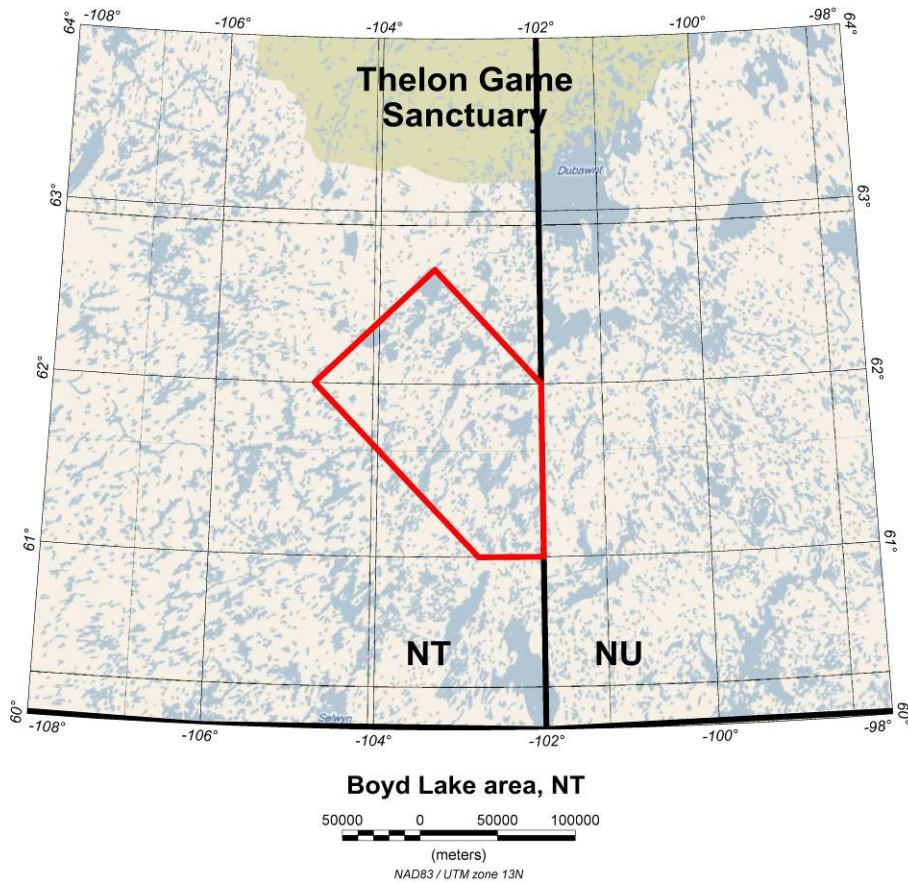 -108°
-106°
-104°
-102°
-100°
-98°
64°
64°
Thelon Game
Sanctuary
Dubawnt
63°
63°
62°
62°
61°
61°
NT
NU
60°
Selwyn
60°
-108°
-106°
-104°
-102°
-100°
-98°
Boyd Lake area, NT
50000 0 50000 100000
(meters)
NAD83 / UTM zone 13N